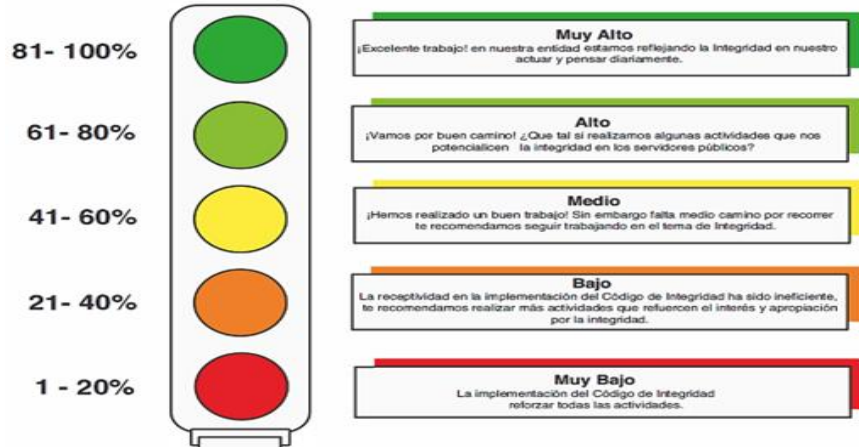 81- 100%
Muy Alto
¡Excelente trabajo! en nuestra entidad estamos reflejando la Integridad en nuestro
actuar y pensar diariamente.
61- 80%
Alto
¡Vamos por buen camino! ¿Que tal si realizamos algunas actividades que nos
potencialicen la integridad en los servidores públicos?
41- 60%
Medio
¡Hemos realizado un buen trabajo! Sin embargo falta medio camino por recorrer
te recomendamos seguir trabajando en el tema de Integridad.
21- 40%
Bajo
La receptividad en la implementación del Código de Integridad ha sido ineficiente,
te recomendamos realizar más actividades que refuercen el interés y apropiación
por la integridad.
1 - 20%
Muy Bajo
La implementación del Código de Integridad
reforzar todas las actividades.